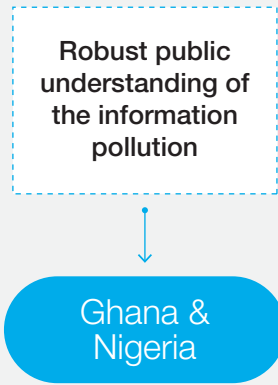 Robust public
understanding of
the information
pollution
Ghana &
Nigeria